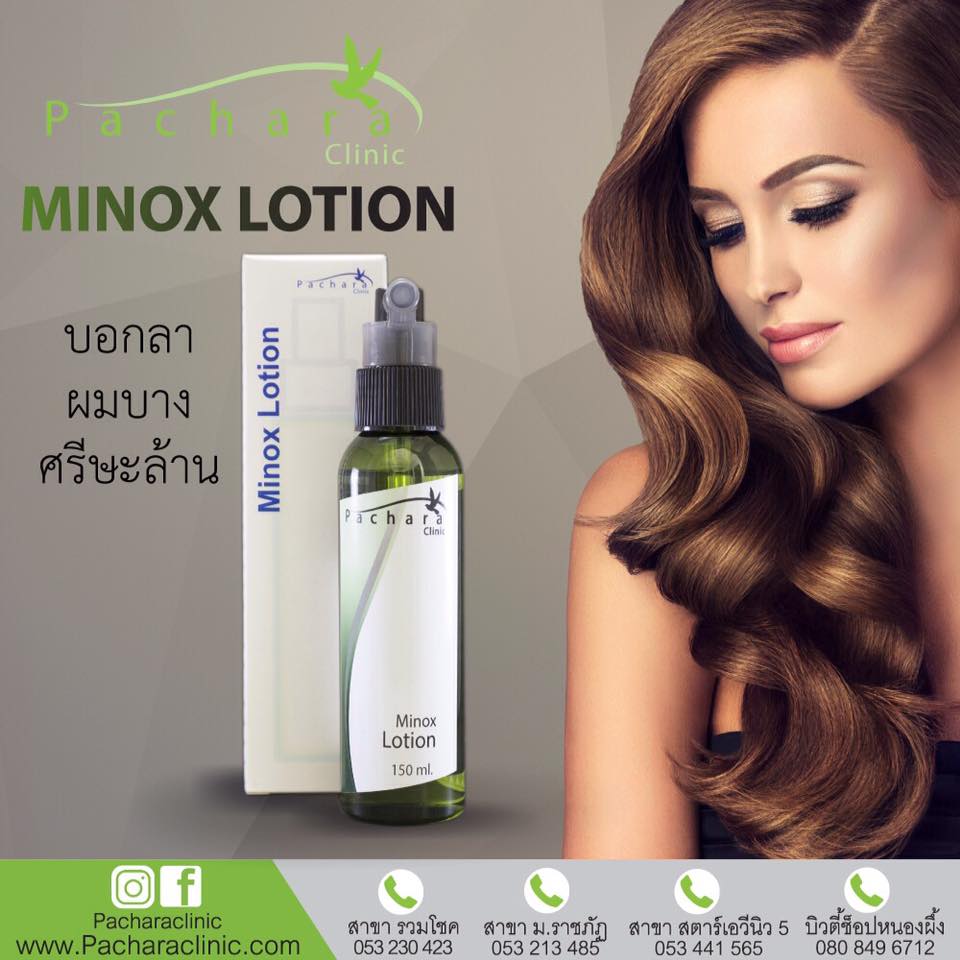 Pachara
Clinic
MINOX LOTION
บอกลา
ผมบาง
ศรีษะล้าน
Pachara
Clinic
Minox Lotion
Pachara
Clinic
Minox
Lotion
150 ml.
Pacharaclinic
www.Pacharaclinic.com
สาขา รวมโชค
053 230 423
สาขา ม.ราชภัฏ
053 213 485
สาขา สตาร์เอวีนิว 5
053 441 565
บิวตี้ช็อปหนองผึ้ง
080 849 6712